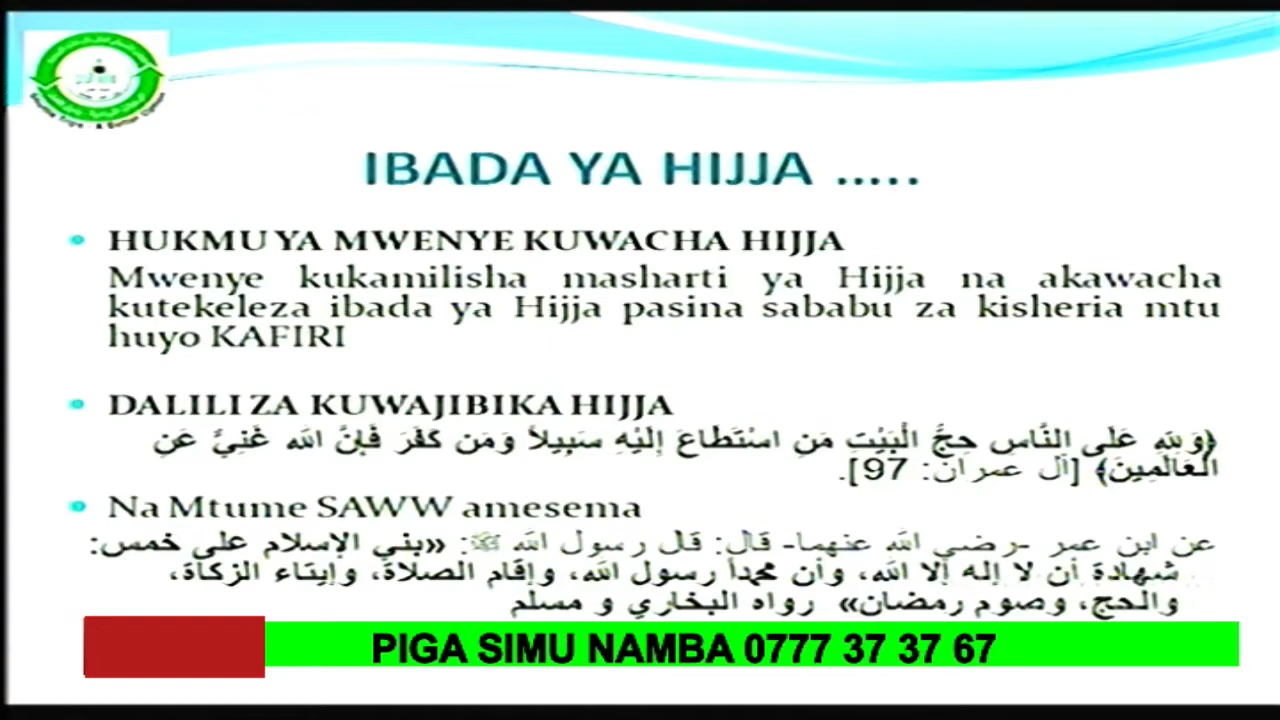 IBADA YA HIJJA .....
• HUKMU YA MWENYE KUWACHA HIJJA
Mwenye kukamilisha masharti ya Hijja na akawacha
kutekeleza ibada ya Hijja pasina sababu za kisheria mtu
huyo KAFIRI
• DALILI ZA KUWAJIBIKA HIJJA
﴿وَلِلهِ عَلَى النَّاسِ حِجُّ الْبَيْتِ مَنِ اسْتَطَاعَ إِلَيْهِ سَبِيلاً وَمَن كَفَرَ فَإِنَّ اللهَ غَنِيٌّ عَنِ
الْعَالَمِينَ﴾ [آل عمران: 97].
• Na Mtume SAWW amesema
عن ابن عمر -رضي الله عنهما- قال: قال رسول الله ﷺ: «بني الإسلام على خمس:
شهادة أن لا إله إلا الله، وأن محمداً رسول الله، وإقام الصلاة، وإيتاء الزكاة،
والحج، وصوم رمضان» رواه البخاري و مسلم
PIGA SIMU NAMBA 0777 37 37 67